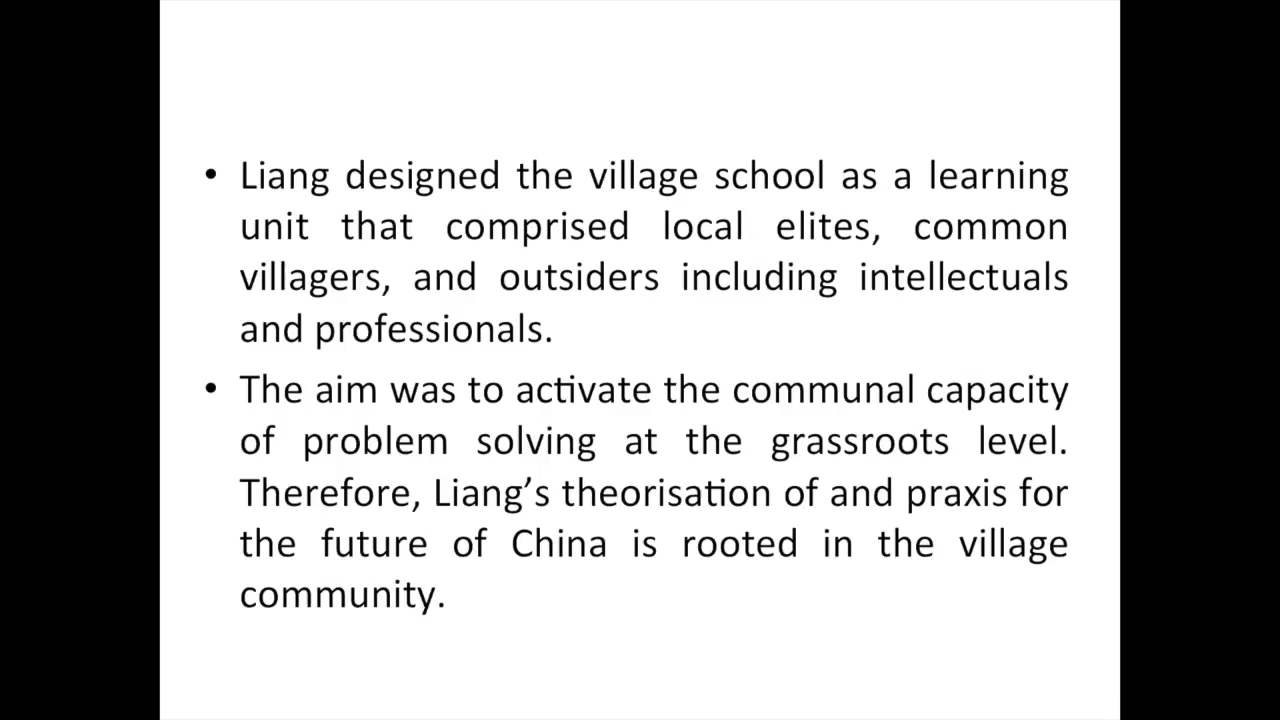 • Liang designed the village school as a learning
unit that comprised local elites, common
villagers, and outsiders including intellectuals
and professionals.
• The aim was to activate the communal capacity
of problem solving at the grassroots level.
Therefore, Liang’s theorisation of and praxis for
the future of China is rooted in the village
community.